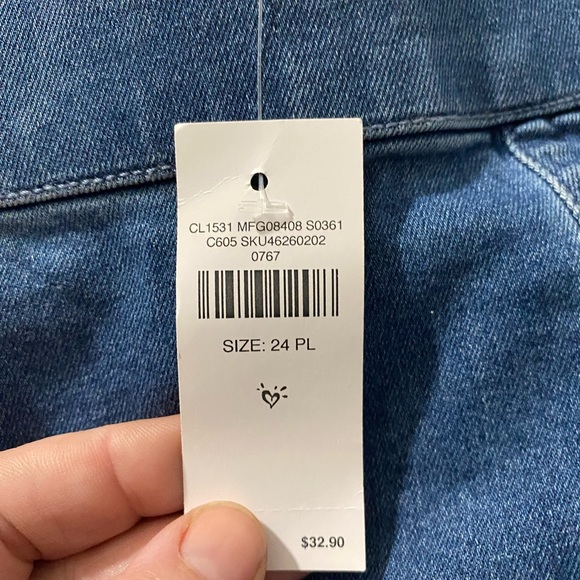 CL1531 MFG08408 S0361
C605 SKU46260202
0767
SIZE: 24 PL
$32.90